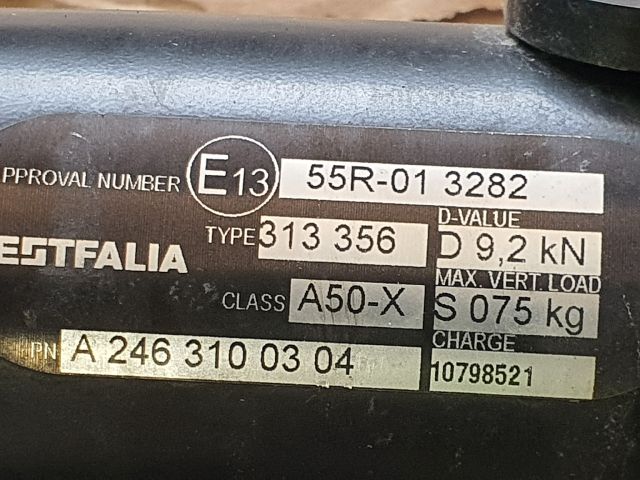 PPROVAL NUMBER E13 55R-01 3282
D-VALUE
TYPE 313 356 D 9,2 kN
ESTFALIA
MAX. VERT. LOAD
CLASS A50-X S 075 kg
CHARGE
PN A 246 310 03 04 10798521